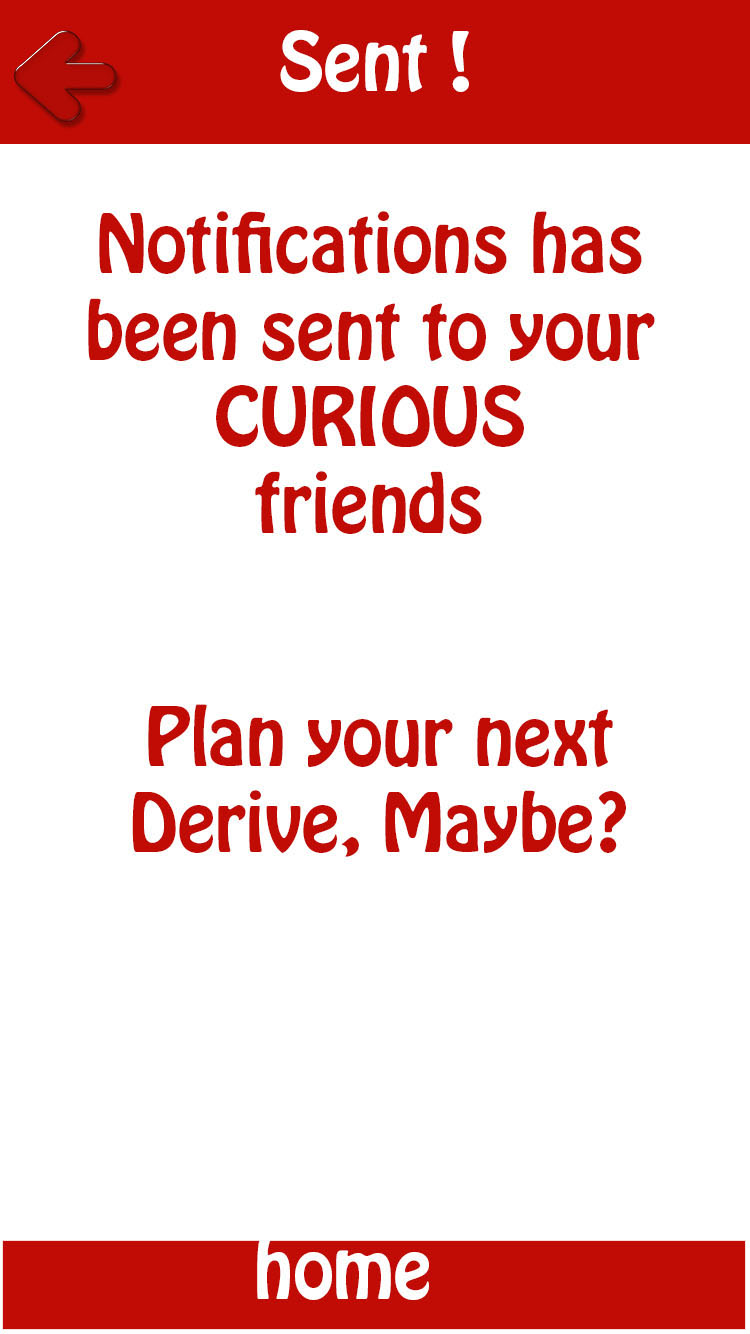 Sent !
Notifications has
been sent to your
CURIOUS
friends
Plan your next
Derive, Maybe?
home